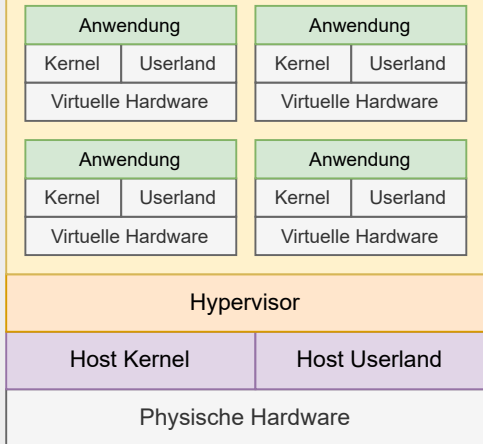 Anwendung Anwendung
Kernel Userland Kernel Userland
Virtuelle Hardware Virtuelle Hardware
Anwendung Anwendung
Kernel Userland Kernel Userland
Virtuelle Hardware Virtuelle Hardware
Hypervisor
Host Kernel Host Userland
Physische Hardware